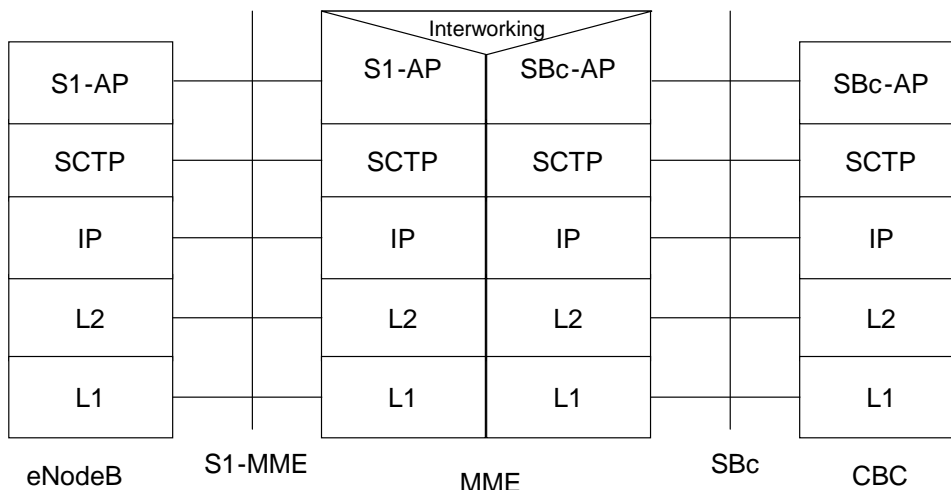 Interworking
S1-AP S1-AP SBc-AP SBc-AP
SCTP SCTP SCTP SCTP
IP IP IP IP
L2 L2 L2 L2
L1 L1 L1 L1
eNodeB S1-MME MME SBc CBC